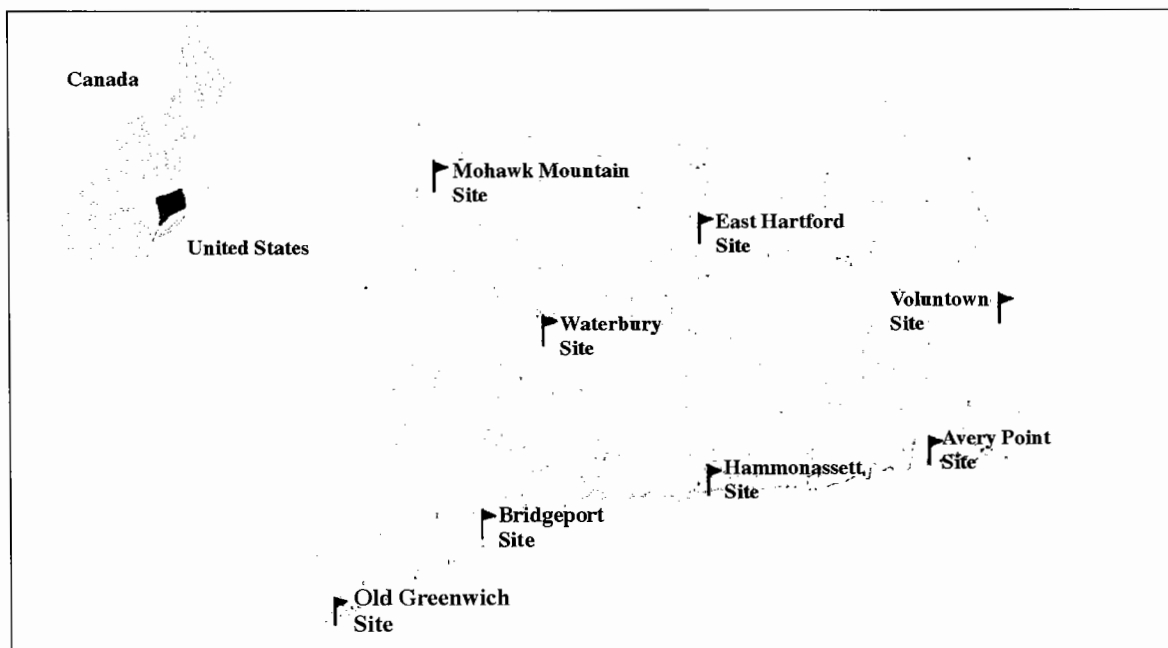 Canada
United States
Mohawk Mountain
Site
East Hartford
Site
Voluntown
Site
Waterbury
Site
Avery Point
Site
Hammonassett
Site
Bridgeport
Site
Old Greenwich
Site